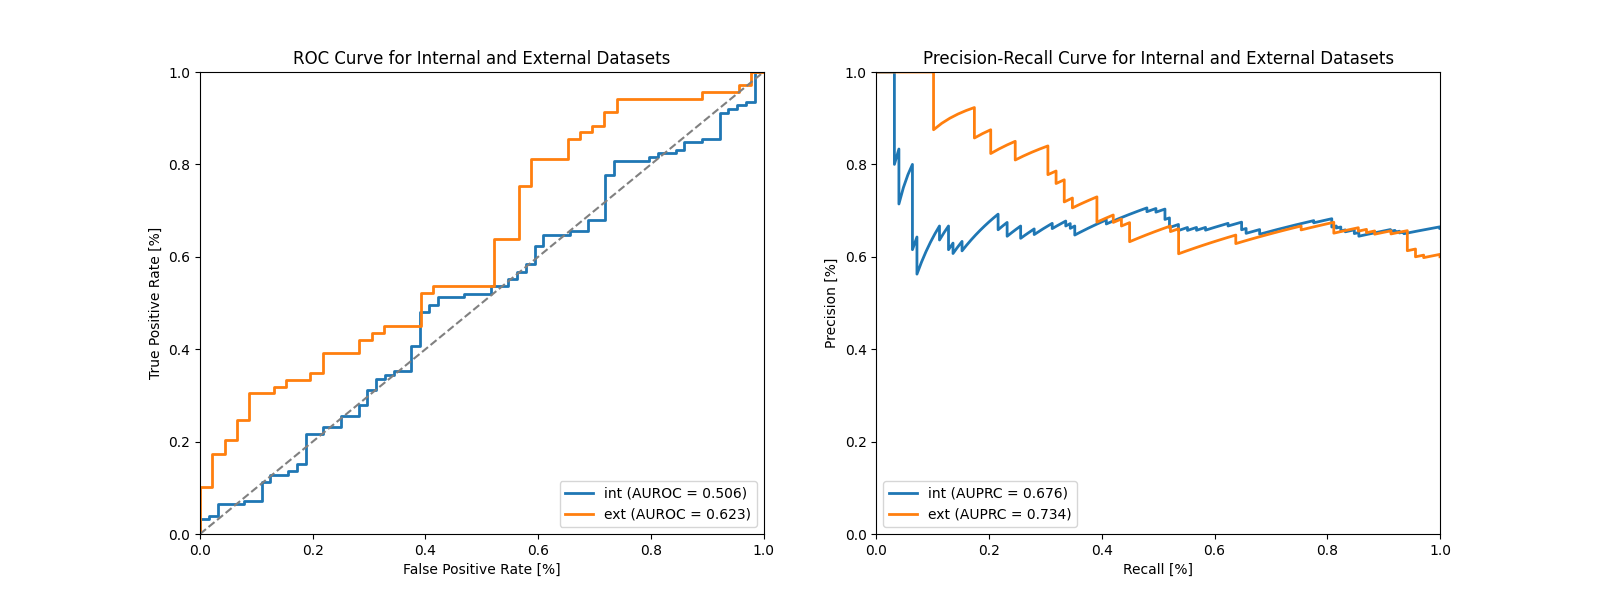 ROC Curve for Internal and External Datasets
1.0
0.8
0.6
0.4
0.2
0.0
True Positive Rate [%]
0.0 0.2 0.4 0.6 0.8 1.0
False Positive Rate [%]
int (AUROC = 0.506)
ext (AUROC = 0.623)
Precision-Recall Curve for Internal and External Datasets
1.0
0.8
0.6
0.4
0.2
0.0
Precision [%]
0.0 0.2 0.4 0.6 0.8 1.0
Recall [%]
int (AUPRC = 0.676)
ext (AUPRC = 0.734)